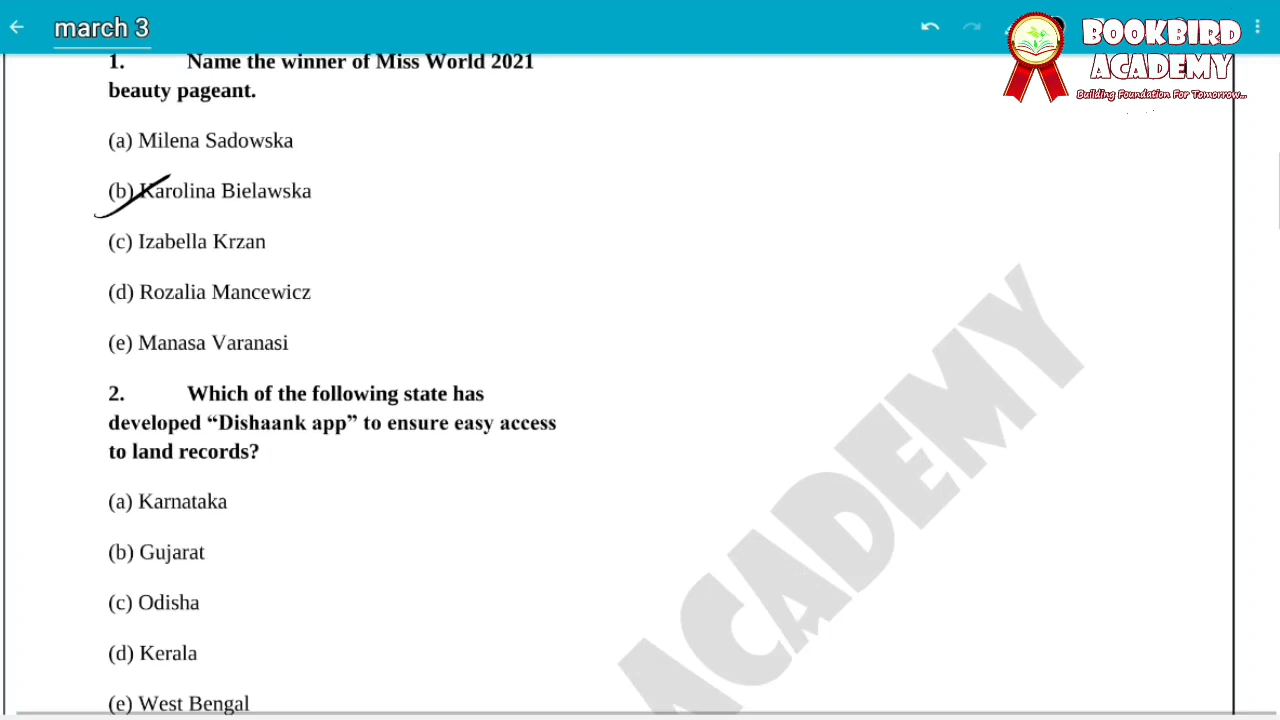 march 3
BOOKBIRD
ACADEMY
Building Foundation For Tomorrow...
1. Name the winner of Miss World 2021
beauty pageant.
(a) Milena Sadowska
(b) Karolina Bielawska
(c) Izabella Krzan
(d) Rozalia Mancewicz
(e) Manasa Varanasi
2. Which of the following state has
developed “Dishaank app” to ensure easy access
to land records?
(a) Karnataka
(b) Gujarat
(c) Odisha
(d) Kerala
(e) West Bengal
ACADEMY